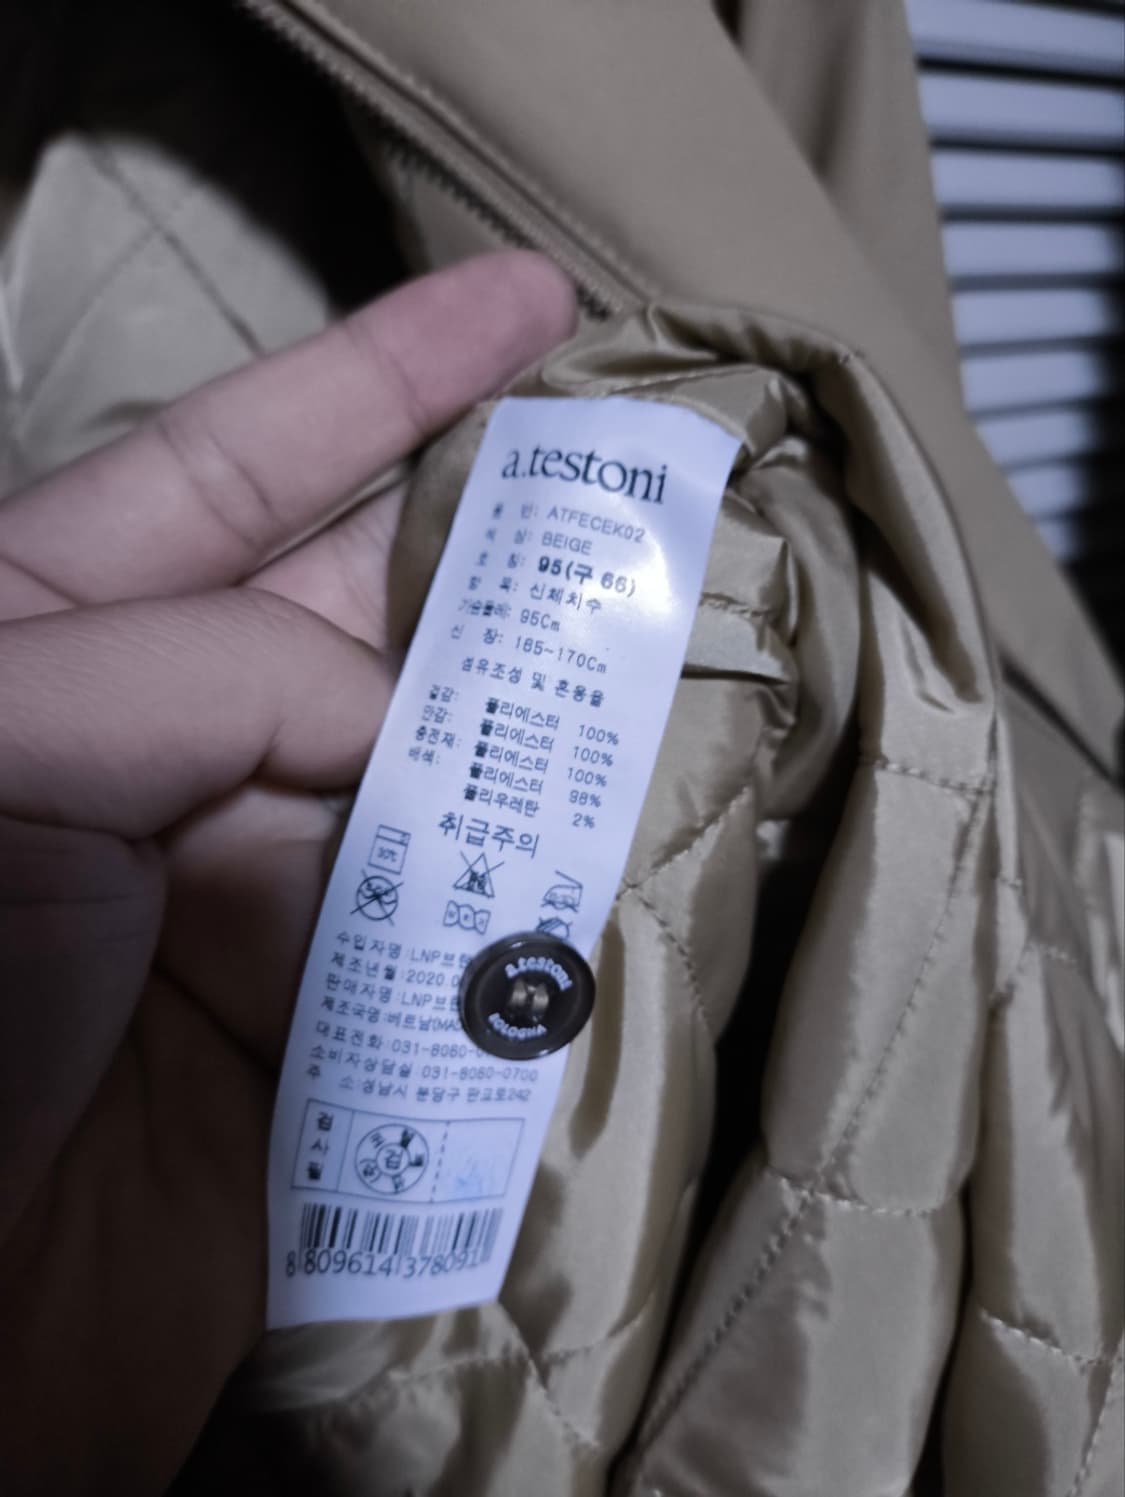 a.testoni
품 번: ATFECEK02
색 상: BEIGE
호 칭: 95(구 66)
항 목: 신체치수
가슴둘레: 95Cm
신 장: 165~170Cm
섬유조성 및 혼용율
겉감: 폴리에스터 100%
안감: 폴리에스터 100%
충전재: 폴리에스터 100%
배색: 폴리에스터 98%
폴리우레탄 2%
취급주의
수입자명:LNP브랜
제조년월:2020.0
판매자명:LNP브랜
제조국명:베트남(MAD
대표전화:031-8060-0
소비자상담실:031-8060-0700
주 소:성남시 분당구 판교로242
a.testoni
BOLOGNA
검사필
검
8809614378091